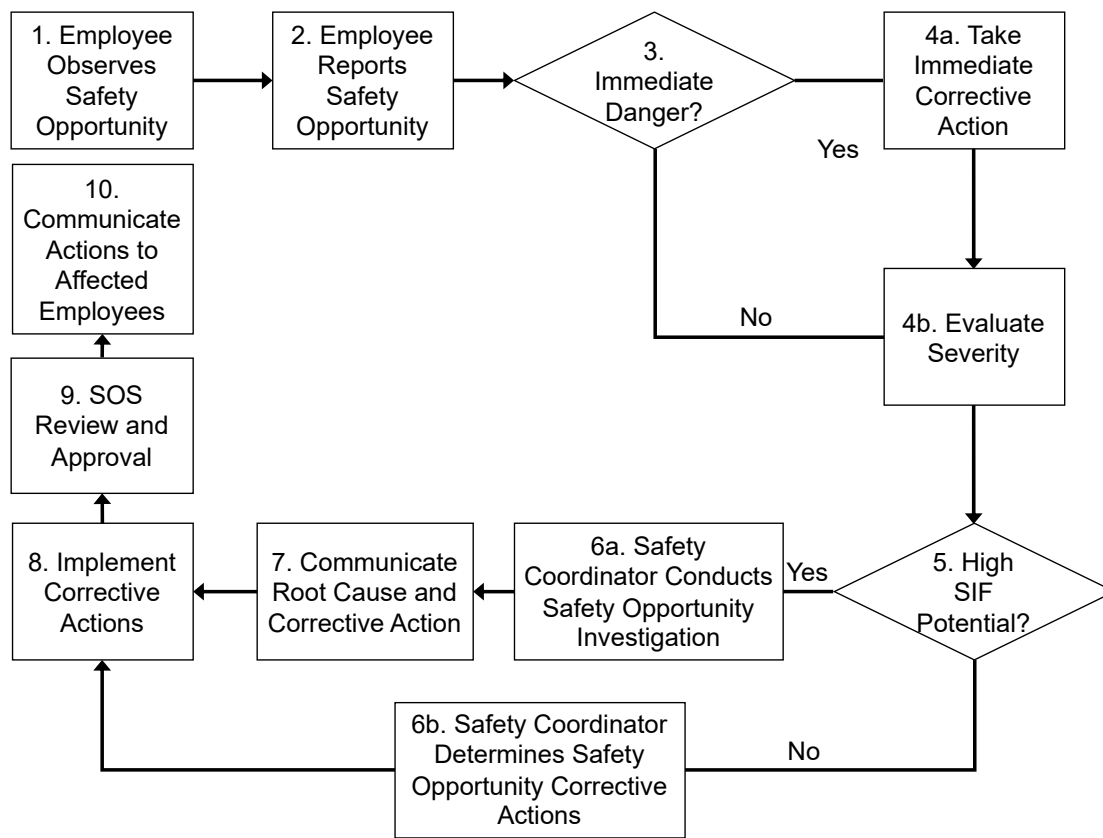 1. Employee
Observes
Safety
Opportunity
2. Employee
Reports
Safety
Opportunity
3.
Immediate
Danger?
Yes
No
4a. Take
Immediate
Corrective
Action
4b. Evaluate
Severity
5. High
SIF
Potential?
Yes
No
6a. Safety
Coordinator Conducts
Safety Opportunity
Investigation
6b. Safety Coordinator
Determines Safety
Opportunity Corrective
Actions
7. Communicate
Root Cause and
Corrective Action
8. Implement
Corrective
Actions
9. SOS
Review and
Approval
10.
Communicate
Actions to
Affected
Employees